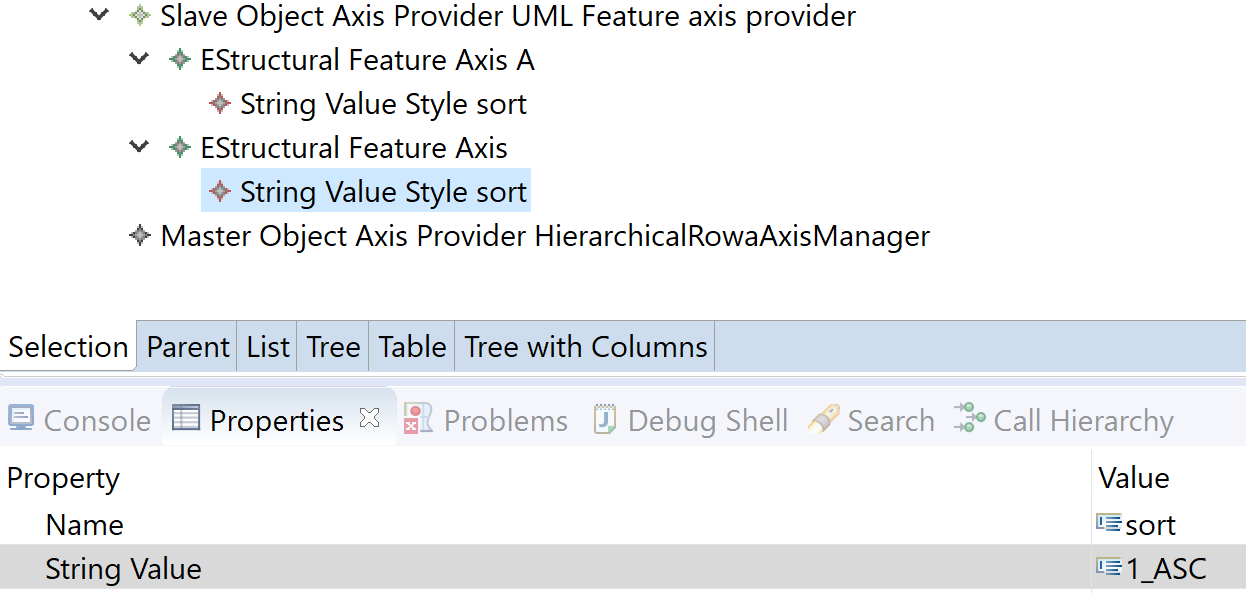 Slave Object Axis Provider UML Feature axis provider
EStructural Feature Axis A
String Value Style sort
EStructural Feature Axis
String Value Style sort
Master Object Axis Provider HierarchicalRowaAxisManager
Selection Parent List Tree Table Tree with Columns
Console Properties Problems Debug Shell Search Call Hierarchy
Property Value
Name sort
String Value 1_ASC